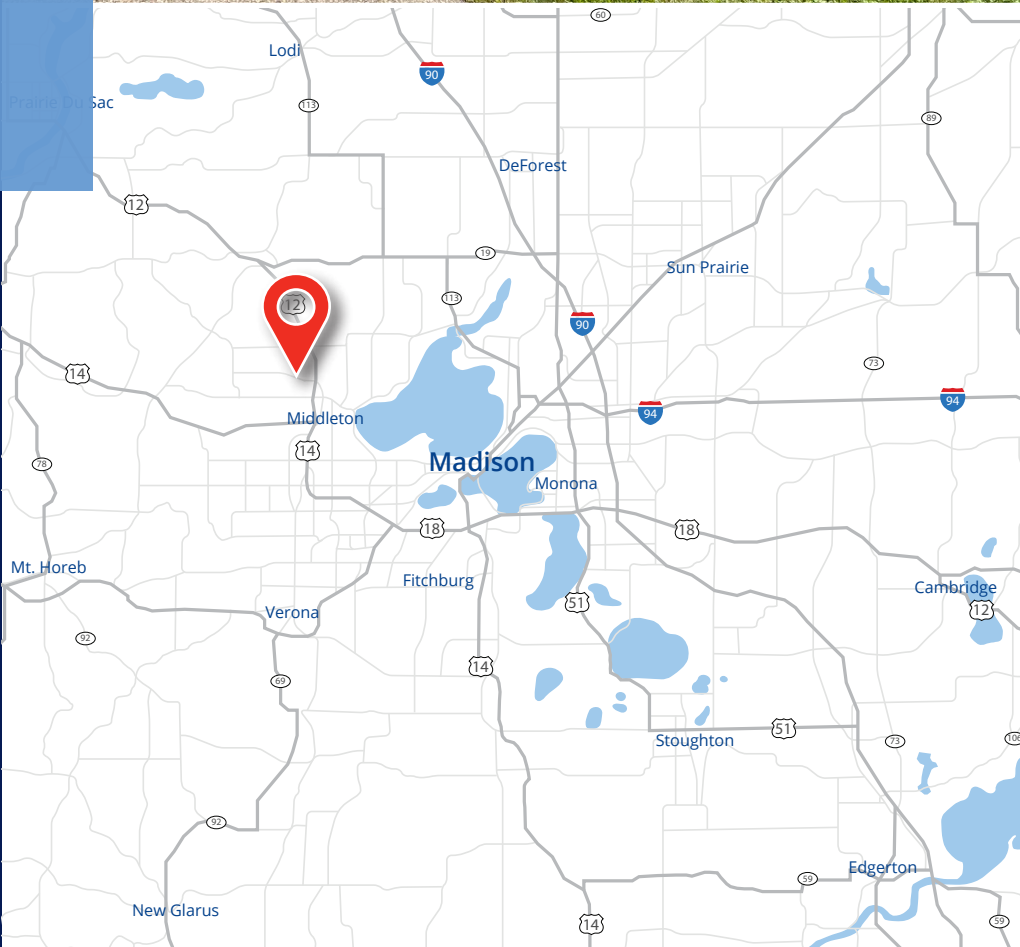 60
Lodi
90
Prairie Du Sac
113
89
DeForest
12
19
Sun Prairie
12
113
90
73
14
94
94
Middleton
14
Madison
78
Monona
18
18
Mt. Horeb
Fitchburg
Cambridge
51
12
Verona
92
14
69
51
Stoughton
73
106
92
Edgerton
59
New Glarus
59
14